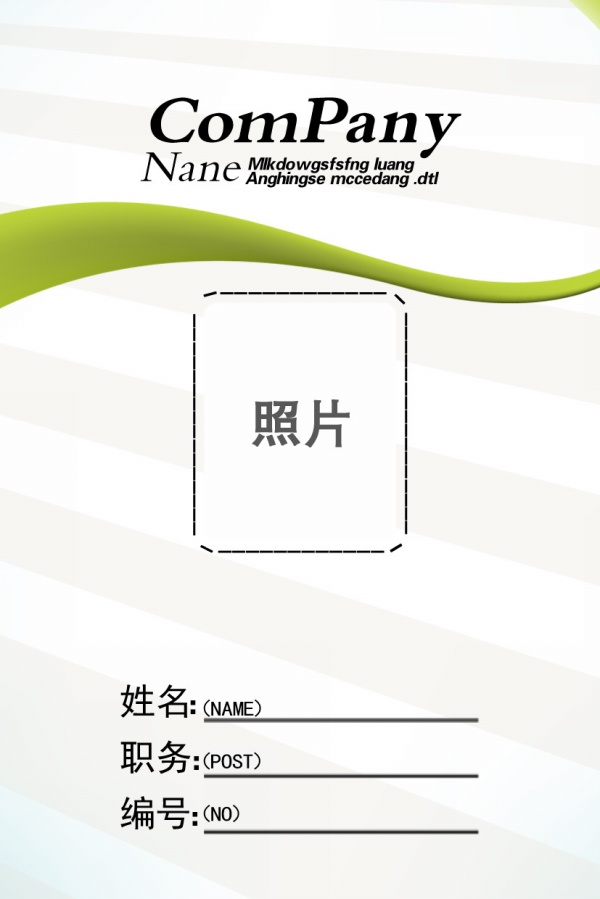 ComPany
Nane Mlkdowgsfsfng luang
Anghingse mccedang .dtl
照片
姓名:(NAME)
职务:(POST)
编号:(NO)